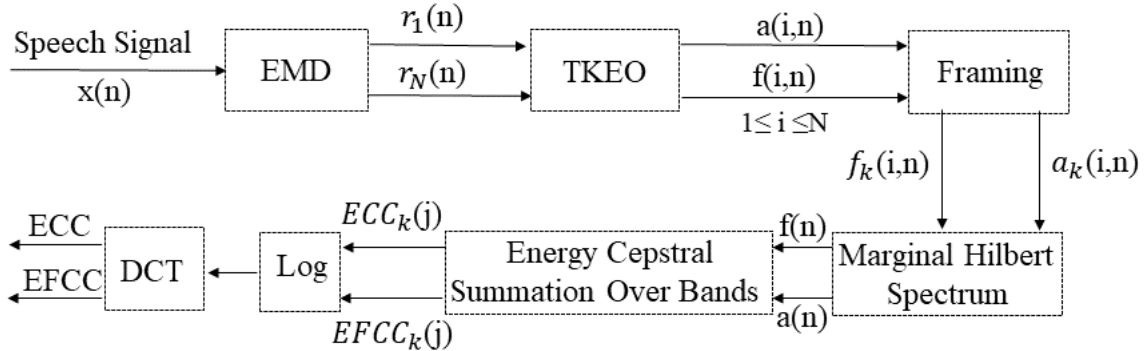 Speech Signal
x(n)
EMD
r₁(n)
r_N(n)
TKEO
a(i,n)
f(i,n)
1≤ i ≤N
Framing
f_k(i,n)
a_k(i,n)
Marginal Hilbert
Spectrum
f(n)
a(n)
Energy Cepstral
Summation Over Bands
ECC_k(j)
EFCC_k(j)
Log
DCT
ECC
EFCC